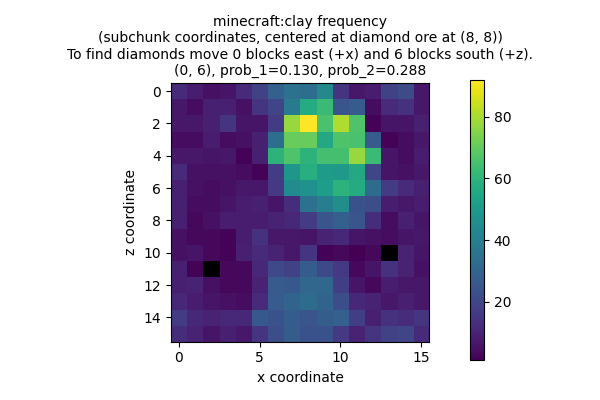 minecraft:clay frequency
(subchunk coordinates, centered at diamond ore at (8, 8))
To find diamonds move 0 blocks east (+x) and 6 blocks south (+z).
(0, 6), prob_1=0.130, prob_2=0.288
0
2
4
6
8
10
12
14
z coordinate
0
5
10
15
x coordinate
80
60
40
20